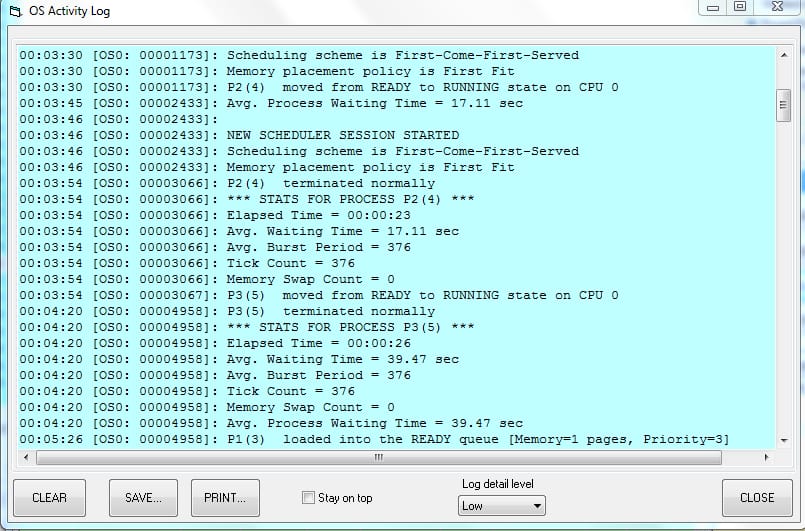 OS Activity Log
00:03:30 [OS0: 00001173]: Scheduling scheme is First-Come-First-Served
00:03:30 [OS0: 00001173]: Memory placement policy is First Fit
00:03:30 [OS0: 00001173]: P2(4) moved from READY to RUNNING state on CPU 0
00:03:45 [OS0: 00002433]: Avg. Process Waiting Time = 17.11 sec
00:03:46 [OS0: 00002433]:
00:03:46 [OS0: 00002433]: NEW SCHEDULER SESSION STARTED
00:03:46 [OS0: 00002433]: Scheduling scheme is First-Come-First-Served
00:03:46 [OS0: 00002433]: Memory placement policy is First Fit
00:03:54 [OS0: 00003066]: P2(4) terminated normally
00:03:54 [OS0: 00003066]: *** STATS FOR PROCESS P2(4) ***
00:03:54 [OS0: 00003066]: Elapsed Time = 00:00:23
00:03:54 [OS0: 00003066]: Avg. Waiting Time = 17.11 sec
00:03:54 [OS0: 00003066]: Avg. Burst Period = 376
00:03:54 [OS0: 00003066]: Tick Count = 376
00:03:54 [OS0: 00003066]: Memory Swap Count = 0
00:03:54 [OS0: 00003067]: P3(5) moved from READY to RUNNING state on CPU 0
00:04:20 [OS0: 00004958]: P3(5) terminated normally
00:04:20 [OS0: 00004958]: *** STATS FOR PROCESS P3(5) ***
00:04:20 [OS0: 00004958]: Elapsed Time = 00:00:26
00:04:20 [OS0: 00004958]: Avg. Waiting Time = 39.47 sec
00:04:20 [OS0: 00004958]: Avg. Burst Period = 376
00:04:20 [OS0: 00004958]: Tick Count = 376
00:04:20 [OS0: 00004958]: Memory Swap Count = 0
00:04:20 [OS0: 00004958]: Avg. Process Waiting Time = 39.47 sec
00:05:26 [OS0: 00004958]: P1(3) loaded into the READY queue [Memory=1 pages, Priority=3]
Log detail level
CLEAR SAVE... PRINT... Stay on top Low CLOSE